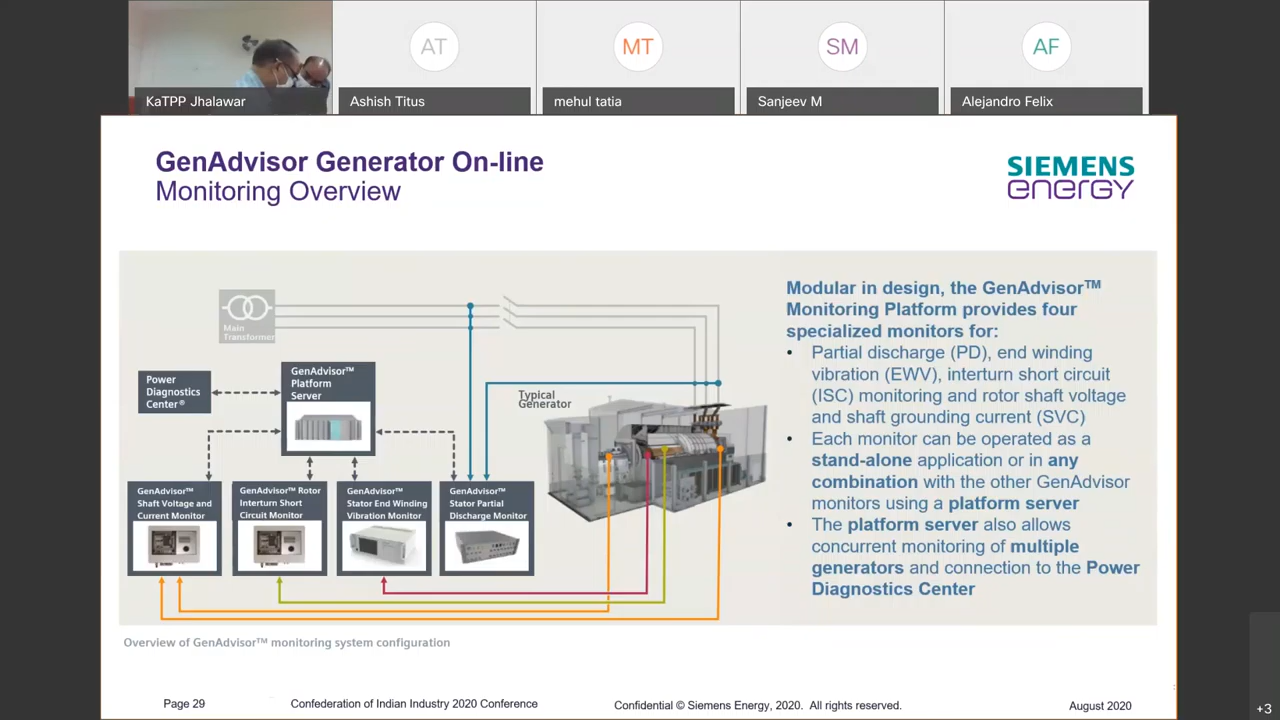 AT
MT
SM
AF
KaTPP Jhalawar
Ashish Titus
mehul tatia
Sanjeev M
Alejandro Felix
GenAdvisor Generator On-line
Monitoring Overview
SIEMENS
energy
Main
Transformer
Power
Diagnostics
Center®
GenAdvisor™
Platform
Server
Typical
Generator
GenAdvisor™
Shaft Voltage and
Current Monitor
GenAdvisor™ Rotor
Interturn Short
Circuit Monitor
GenAdvisor™
Stator End Winding
Vibration Monitor
GenAdvisor™
Stator Partial
Discharge Monitor
Modular in design, the GenAdvisor™
Monitoring Platform provides four
specialized monitors for:
• Partial discharge (PD), end winding
vibration (EWV), interturn short circuit
(ISC) monitoring and rotor shaft voltage
and shaft grounding current (SVC)
• Each monitor can be operated as a
stand-alone application or in any
combination with the other GenAdvisor
monitors using a platform server
• The platform server also allows
concurrent monitoring of multiple
generators and connection to the Power
Diagnostics Center
Overview of GenAdvisor™ monitoring system configuration
Page 29
Confederation of Indian Industry 2020 Conference
Confidential © Siemens Energy, 2020. All rights reserved.
August 2020
+3